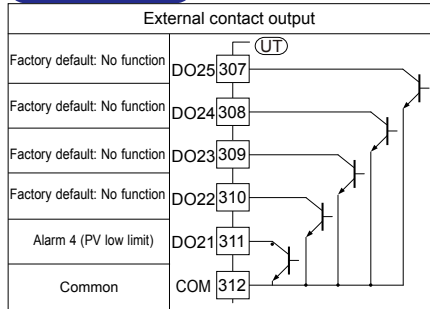 External contact output
UT
Factory default: No function DO25 307
Factory default: No function DO24 308
Factory default: No function DO23 309
Factory default: No function DO22 310
Alarm 4 (PV low limit) DO21 311
Common COM 312